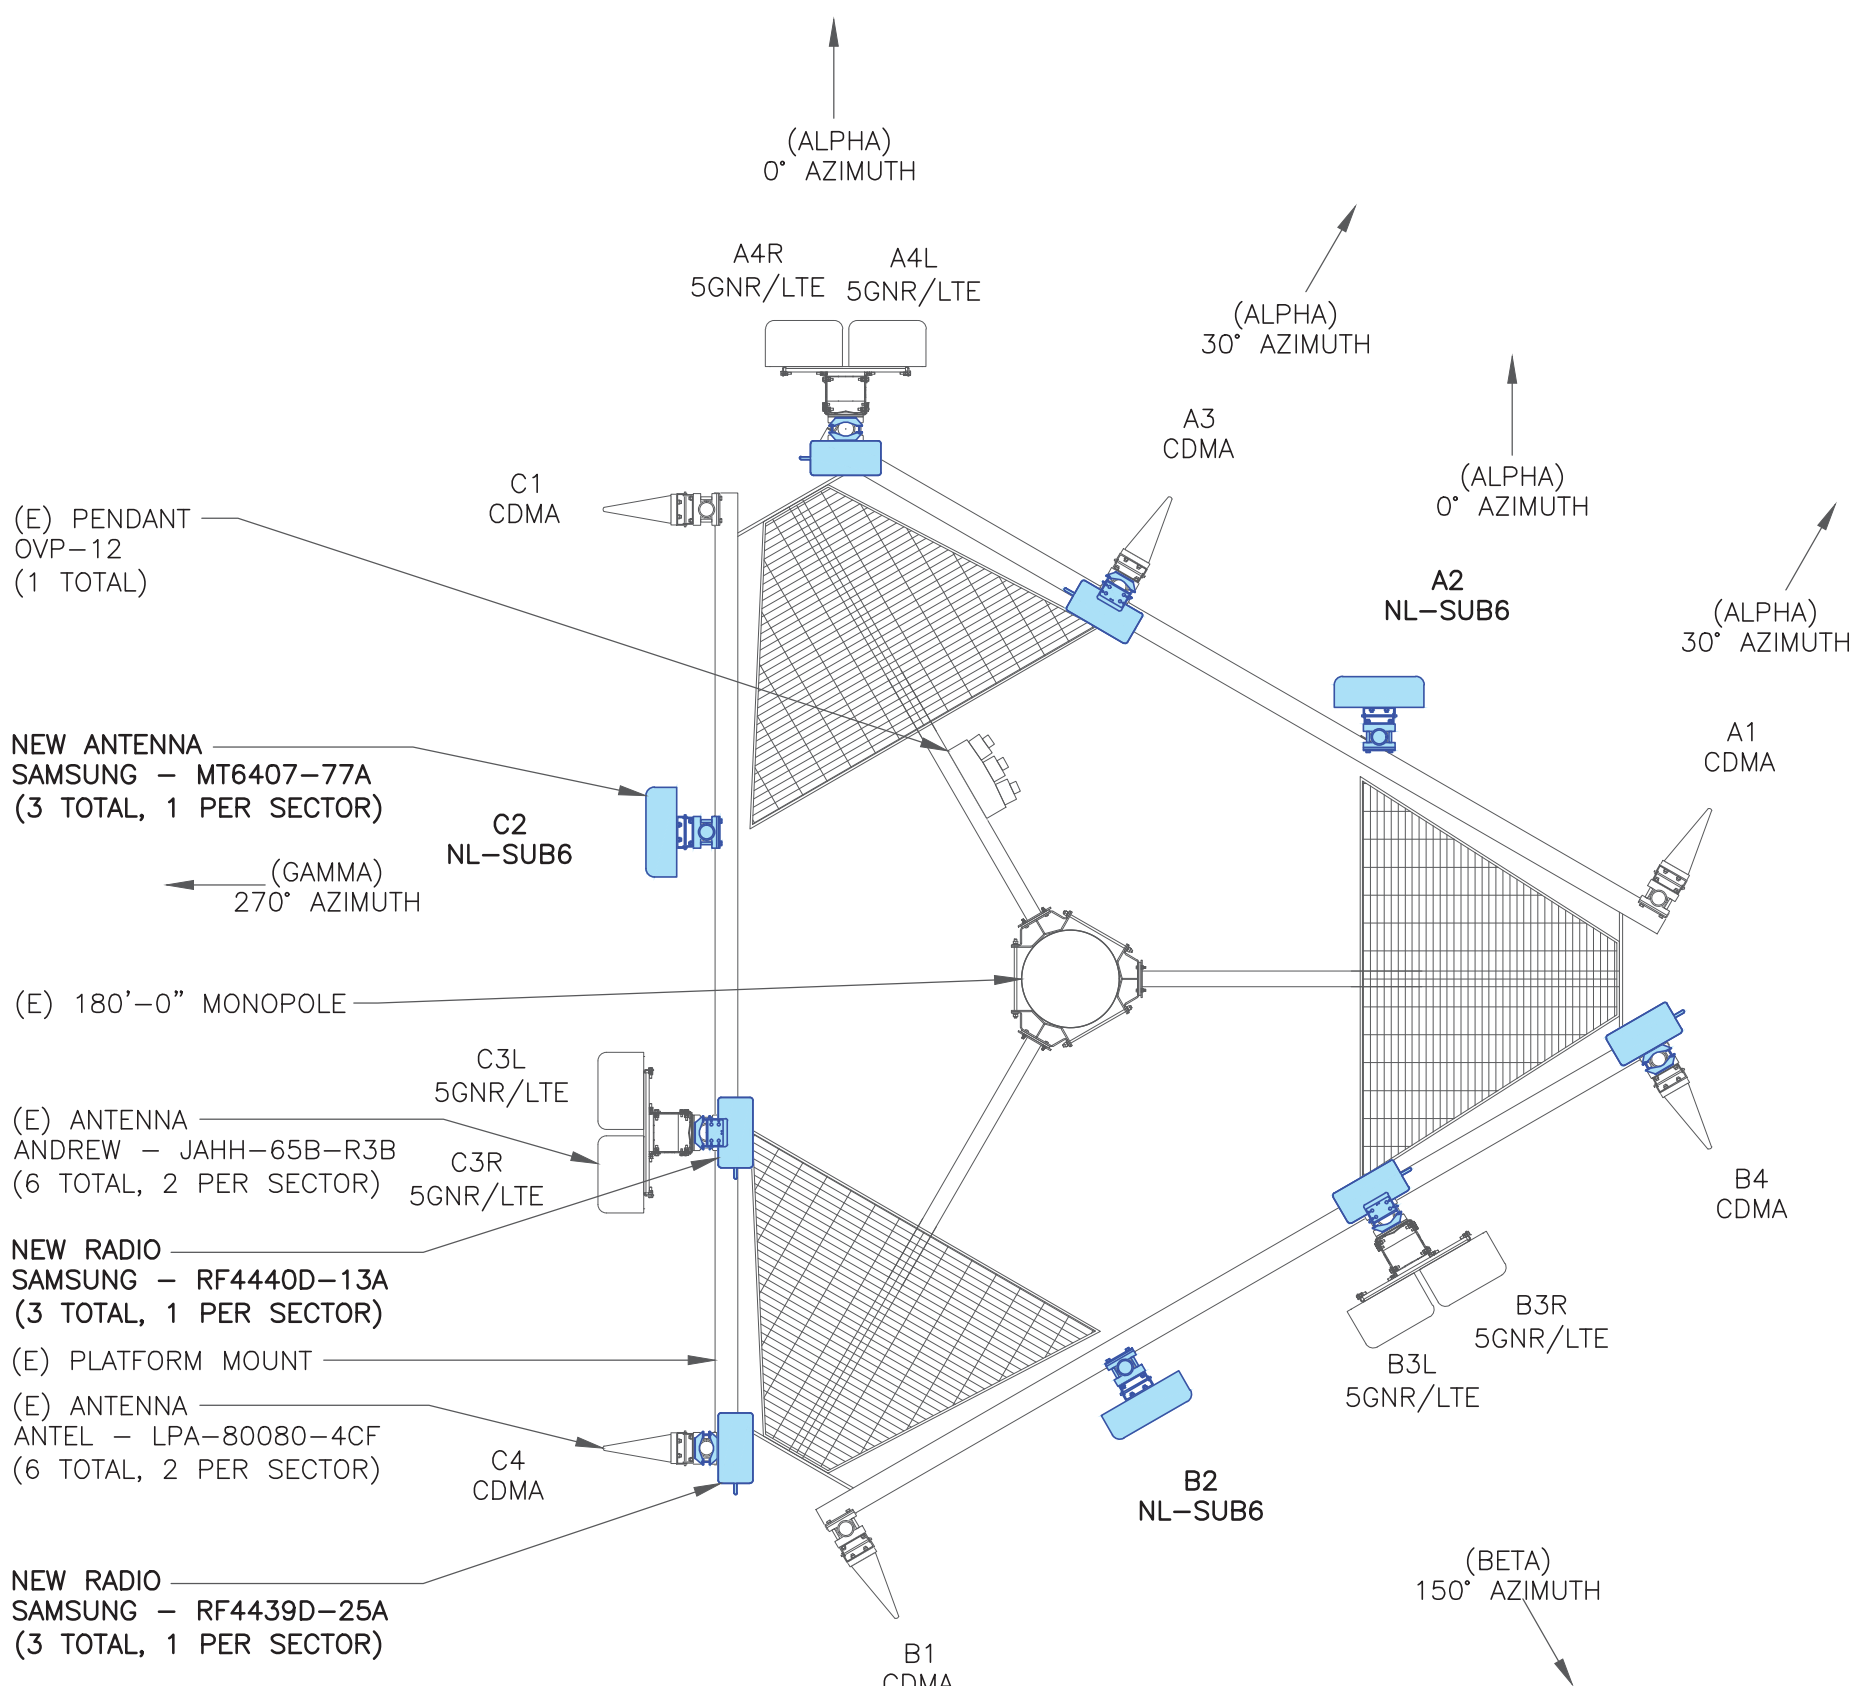 (ALPHA)
0° AZIMUTH
A4R
5GNR/LTE
A4L
5GNR/LTE
(ALPHA)
30° AZIMUTH
A3
CDMA
(ALPHA)
0° AZIMUTH
C1
CDMA
(E) PENDANT
OVP-12
(1 TOTAL)
A2
NL-SUB6
(ALPHA)
30° AZIMUTH
A1
CDMA
NEW ANTENNA
SAMSUNG - MT6407-77A
(3 TOTAL, 1 PER SECTOR)
C2
NL-SUB6
(GAMMA)
270° AZIMUTH
(E) 180'-0" MONOPOLE
C3L
5GNR/LTE
(E) ANTENNA
ANDREW - JAHH-65B-R3B
(6 TOTAL, 2 PER SECTOR)
C3R
5GNR/LTE
B4
CDMA
NEW RADIO
SAMSUNG - RF4440D-13A
(3 TOTAL, 1 PER SECTOR)
B3R
5GNR/LTE
B3L
5GNR/LTE
(E) PLATFORM MOUNT
(E) ANTENNA
ANTEL - LPA-80080-4CF
(6 TOTAL, 2 PER SECTOR)
C4
CDMA
B2
NL-SUB6
NEW RADIO
SAMSUNG - RF4439D-25A
(3 TOTAL, 1 PER SECTOR)
(BETA)
150° AZIMUTH
B1
CDMA